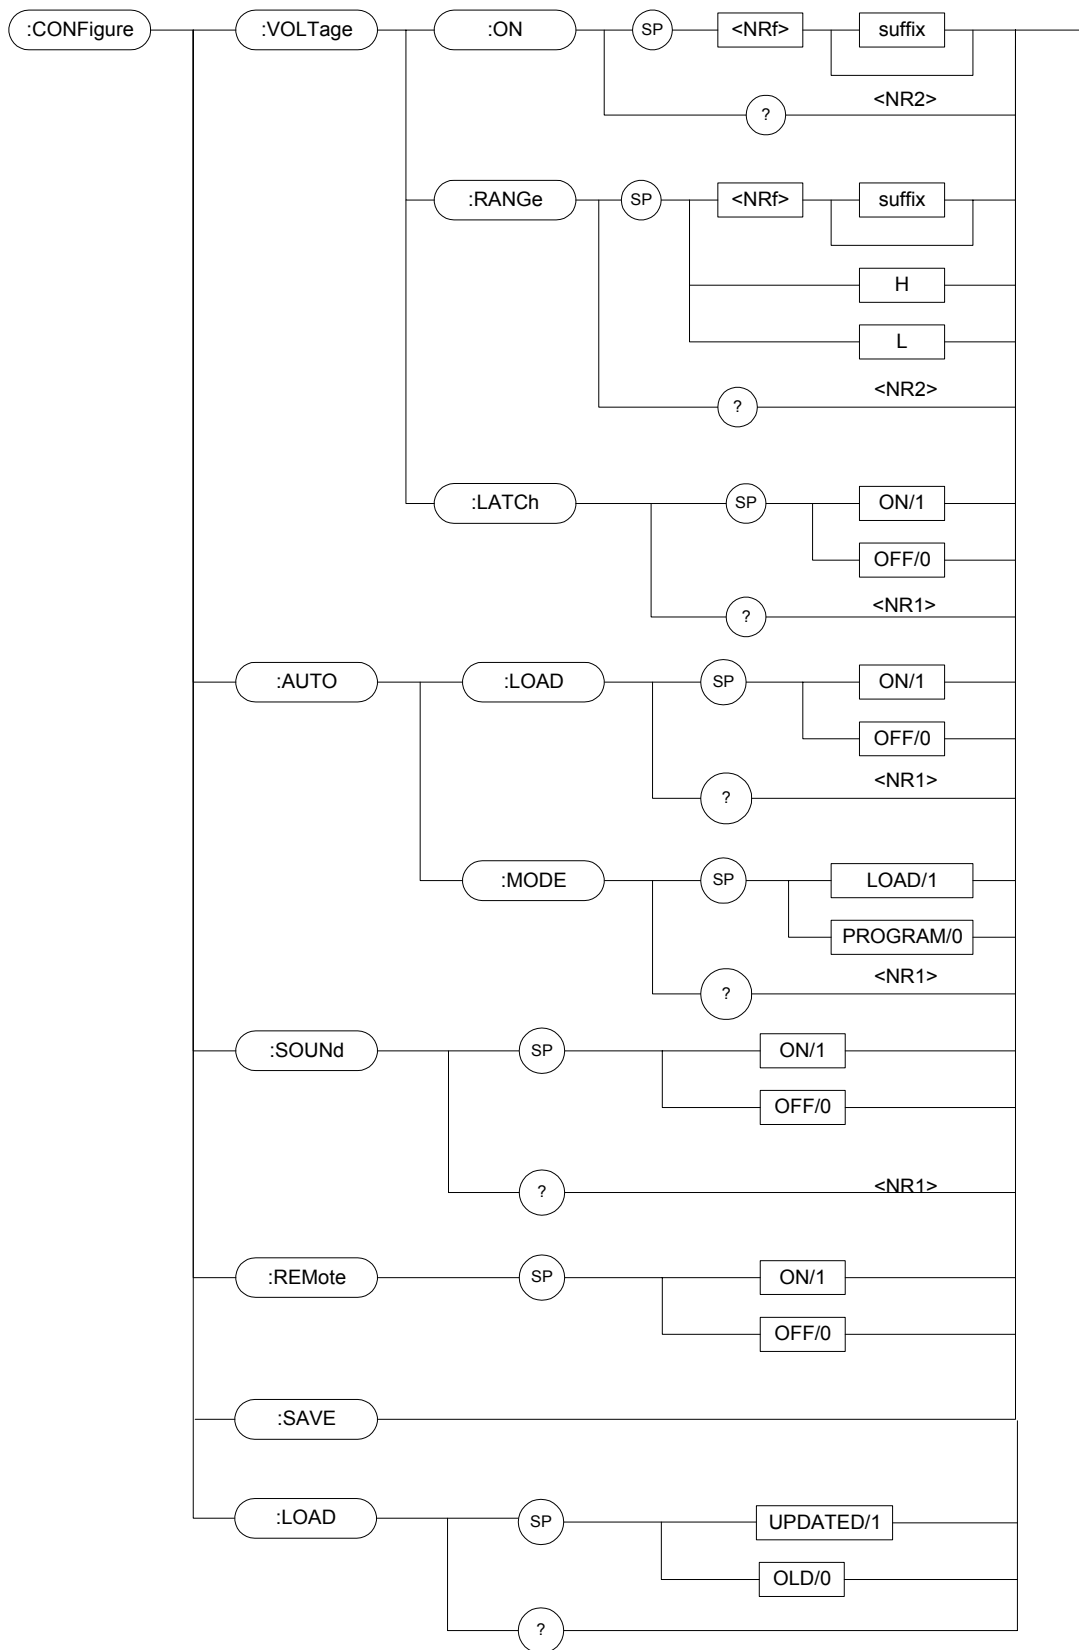 :CONFigure :VOLTage :ON SP <NRf> suffix
? <NR2>
:RANGe SP <NRf> suffix
H
L
? <NR2>
:LATCh SP ON/1
OFF/0
? <NR1>
:AUTO :LOAD SP ON/1
OFF/0
? <NR1>
:MODE SP LOAD/1
PROGRAM/0
? <NR1>
:SOUNd SP ON/1
OFF/0
? <NR1>
:REMote SP ON/1
OFF/0
:SAVE
:LOAD SP UPDATED/1
OLD/0
?